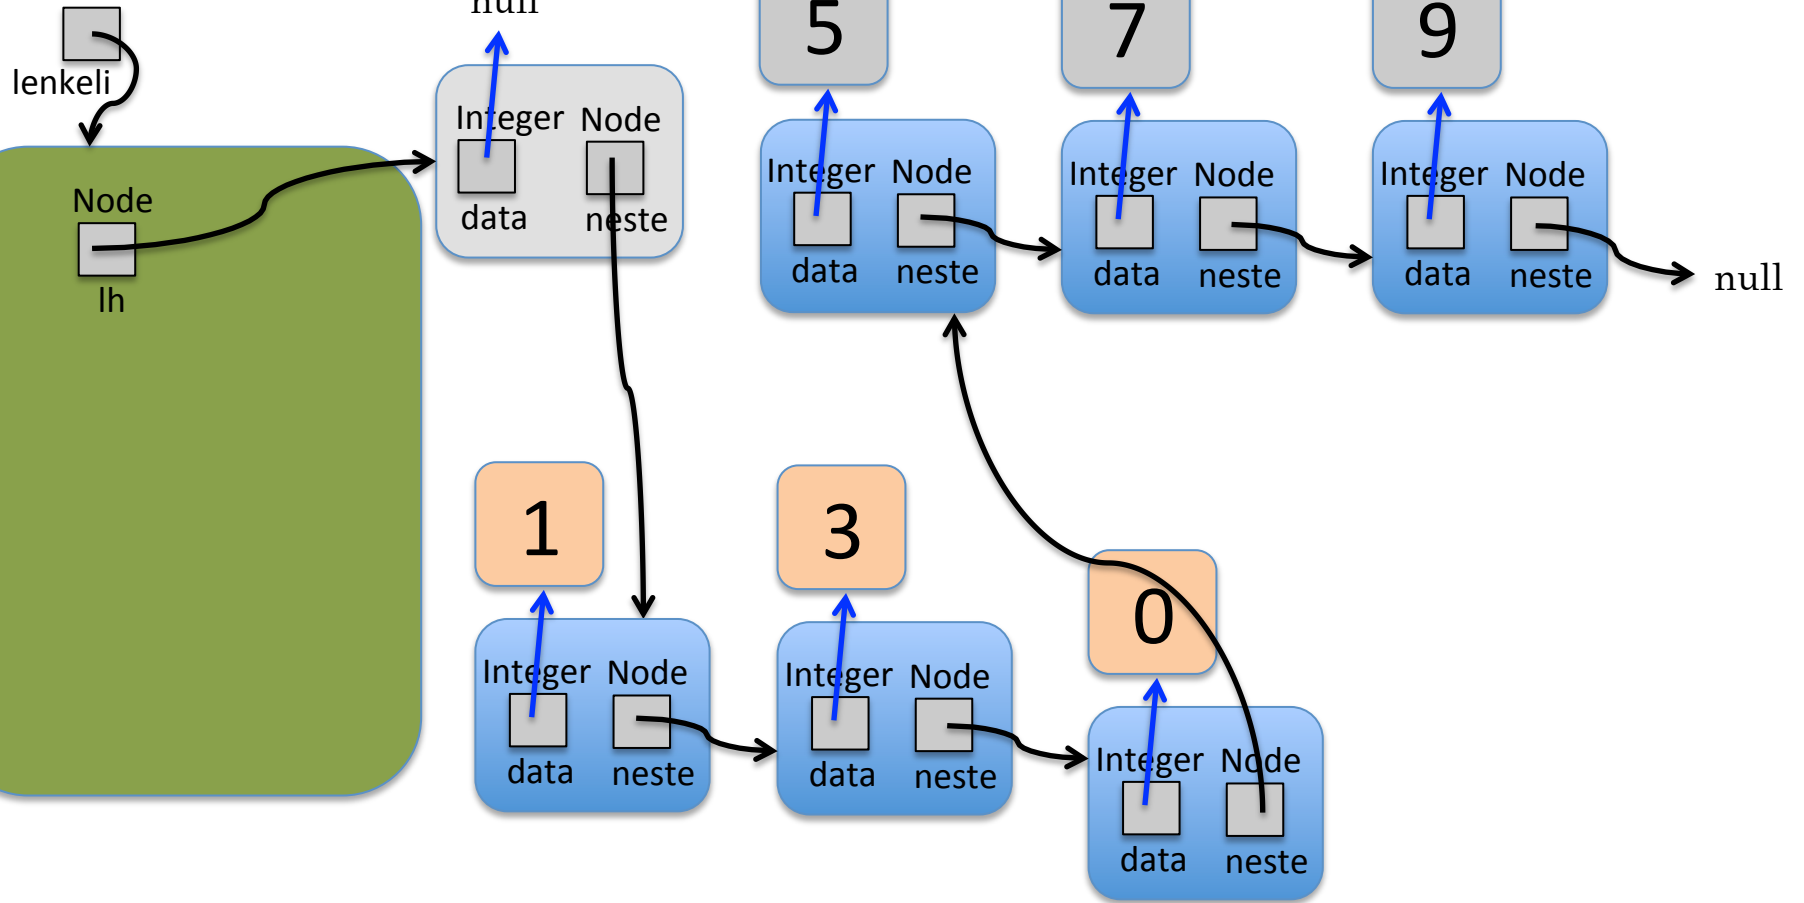 null
5
7
9
lenkeli
Node
lh
Integer Node
data neste
Integer Node
data neste
Integer Node
data neste
Integer Node
data neste
null
1
3
0
Integer Node
data neste
Integer Node
data neste
Integer Node
data neste